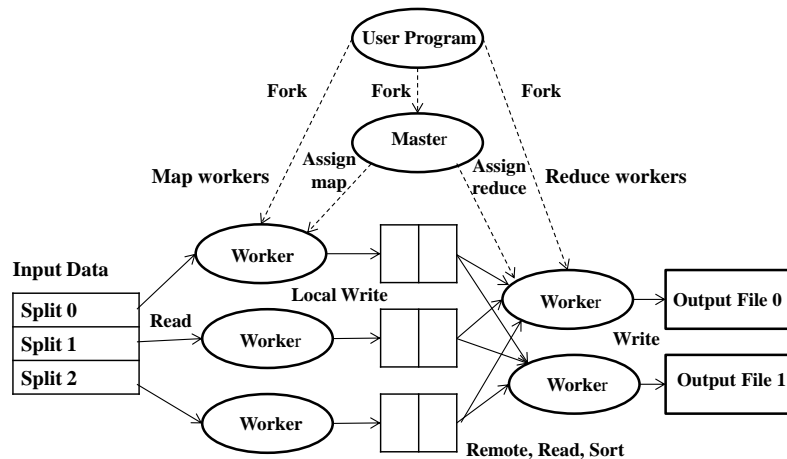 User Program
Fork
Fork
Fork
Master
Assign map
Assign reduce
Map workers
Reduce workers
Worker
Input Data
Split 0
Split 1
Split 2
Read
Local Write
Worker
Worker
Worker
Worker
Output File 0
Write
Output File 1
Remote, Read, Sort